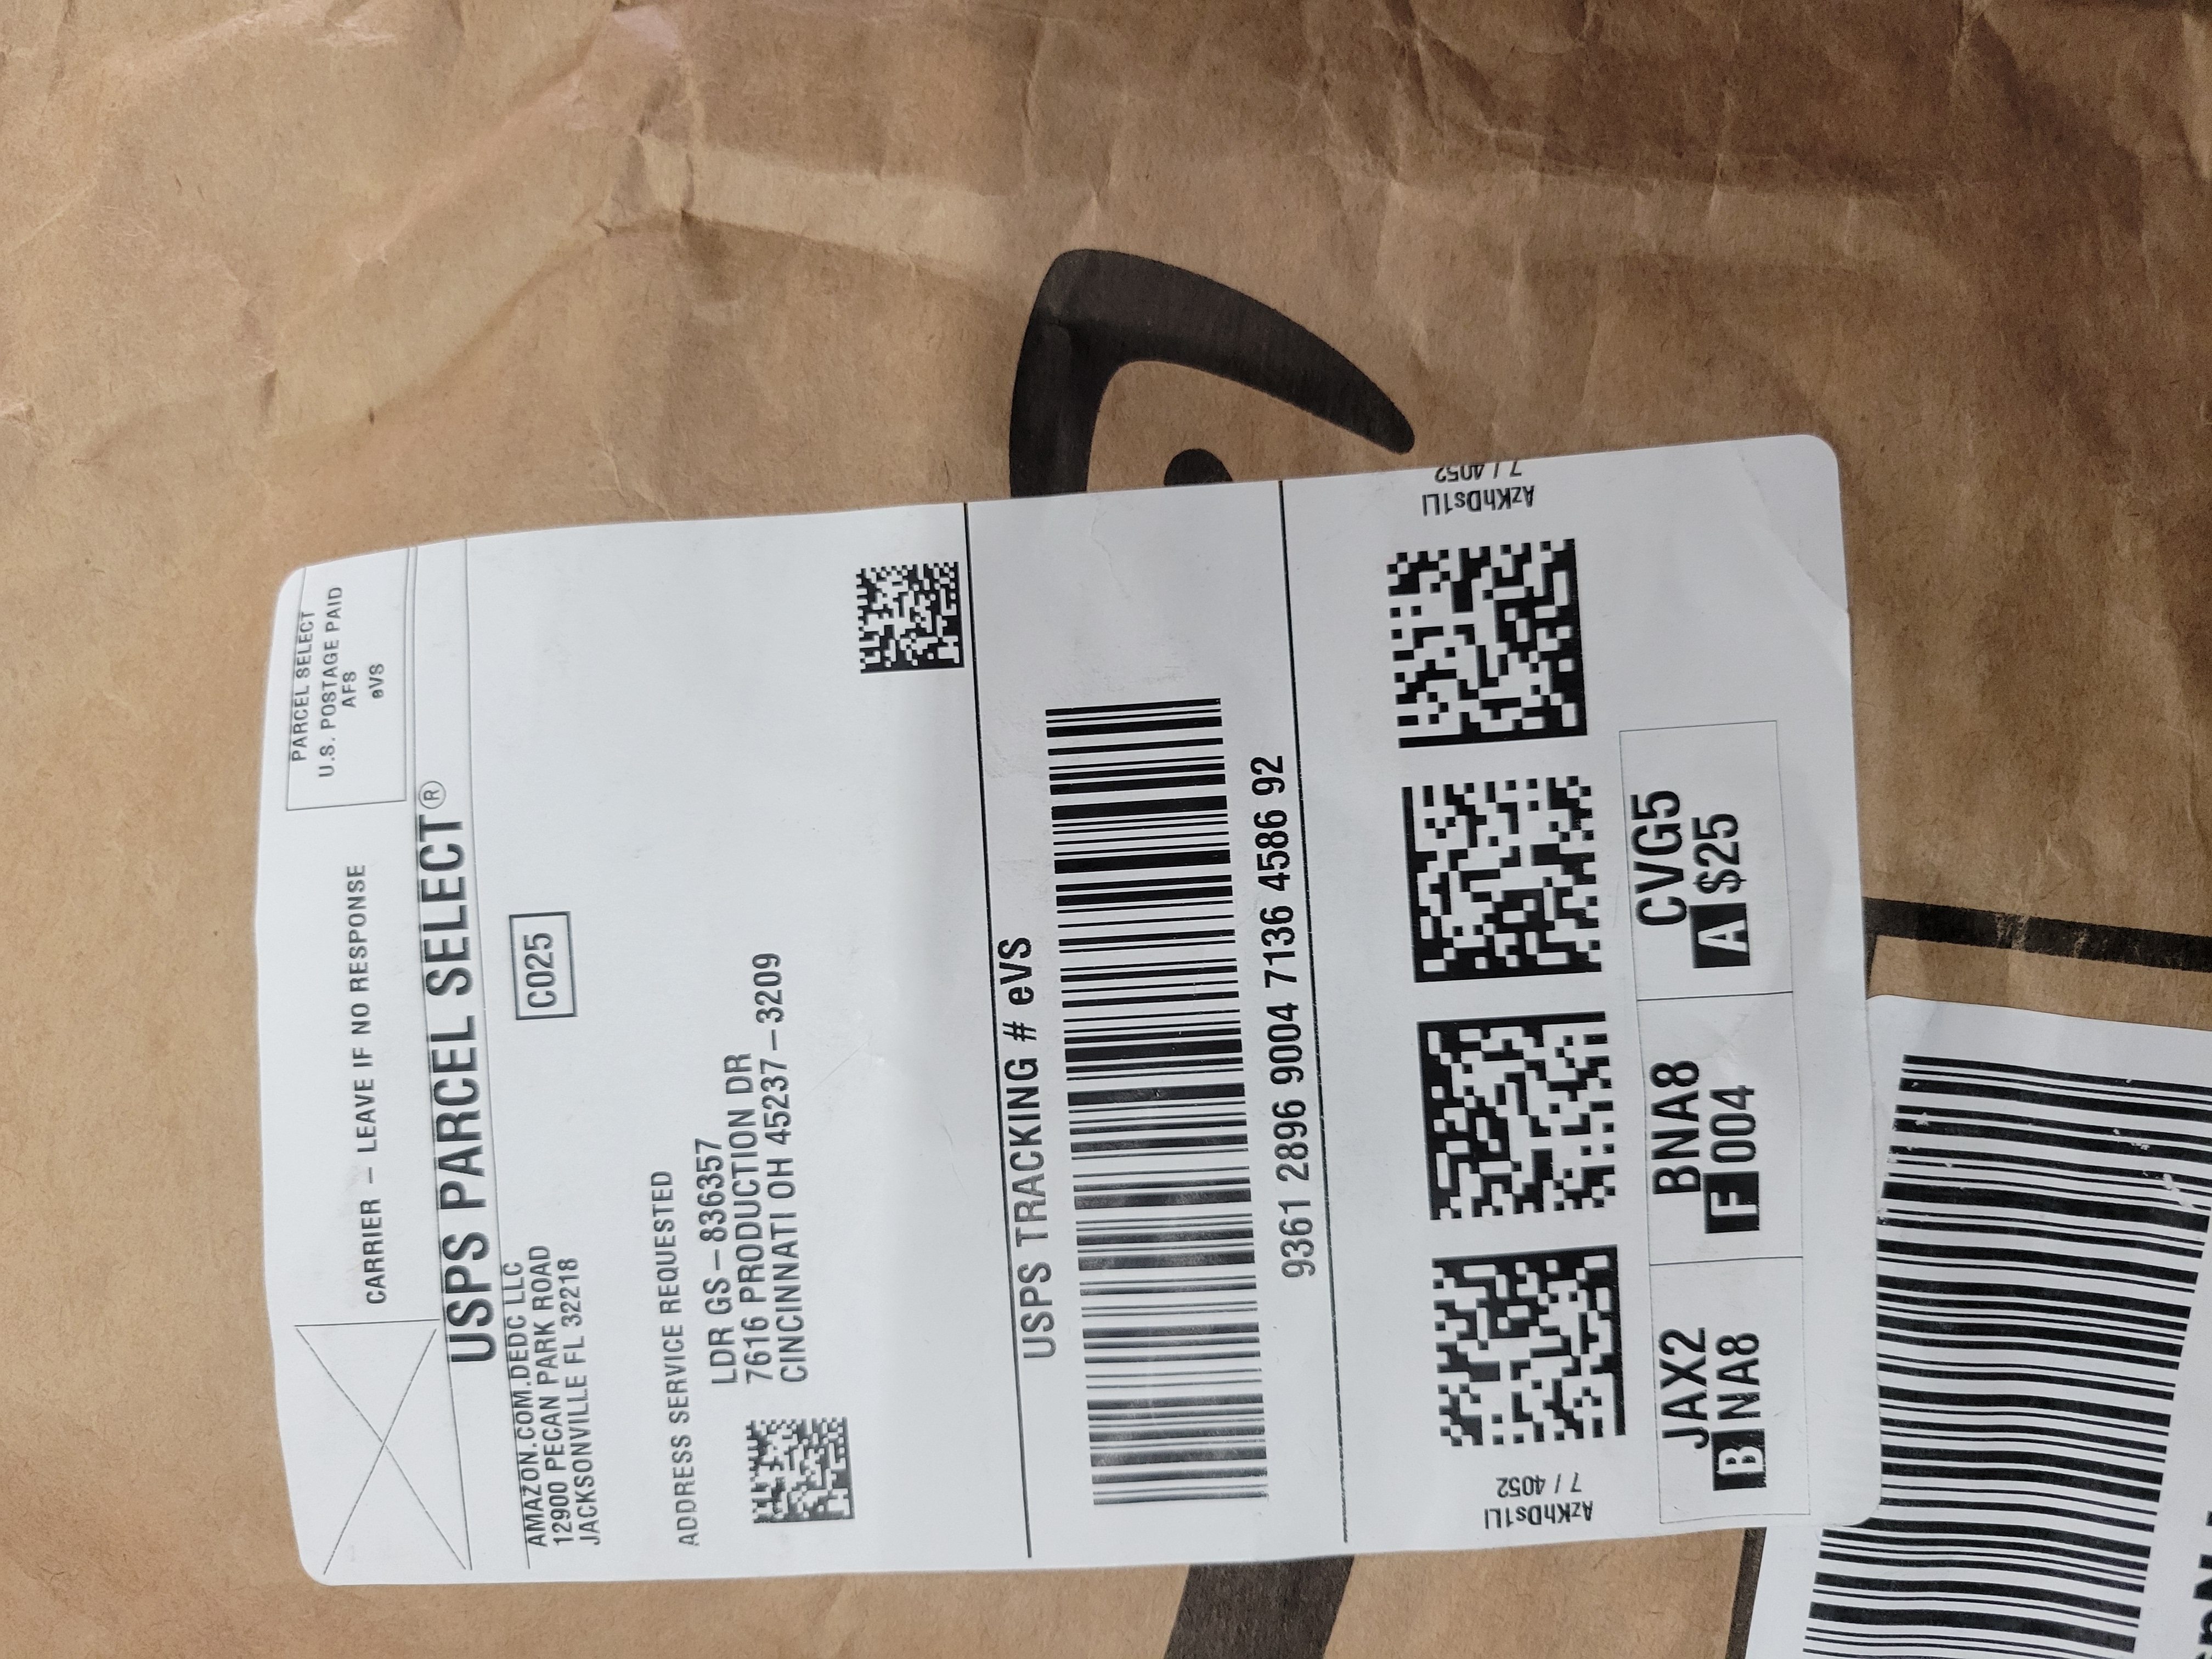 PARCEL SELECT
U.S. POSTAGE PAID
AFS
eVS
CARRIER – LEAVE IF NO RESPONSE
USPS PARCEL SELECT®
AMAZON.COM.DEDC LLC
12900 PECAN PARK ROAD
JACKSONVILLE FL 32218
C025
ADDRESS SERVICE REQUESTED
LDR GS–836357
7616 PRODUCTION DR
CINCINNATI OH 45237–3209
USPS TRACKING # eVS
9361 2896 9004 7136 4586 92
AzKhDs1LI
7 / 4052
AzKhDs1LI
7 / 4052
JAX2
B NA8
BNA8
F 004
CVG5
A $25